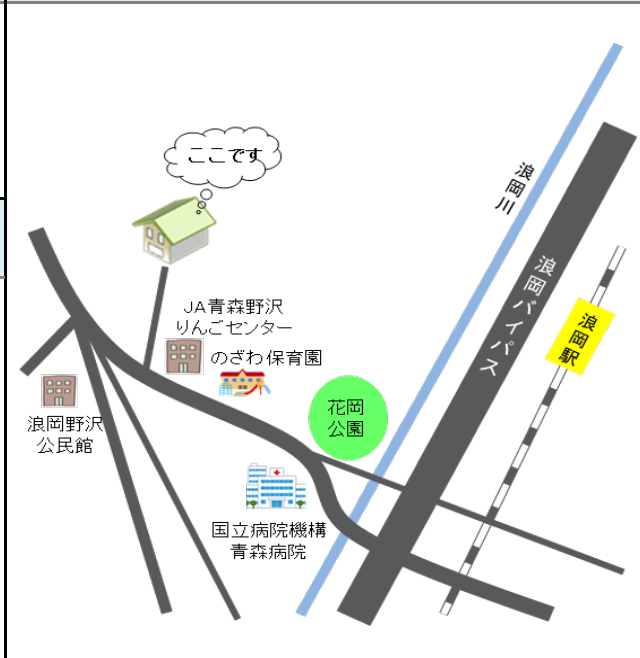 ここです
浪岡川
浪岡バイパス
浪岡駅
JA青森野沢
りんごセンター
のざわ保育園
花岡
公園
浪岡野沢
公民館
国立病院機構
青森病院